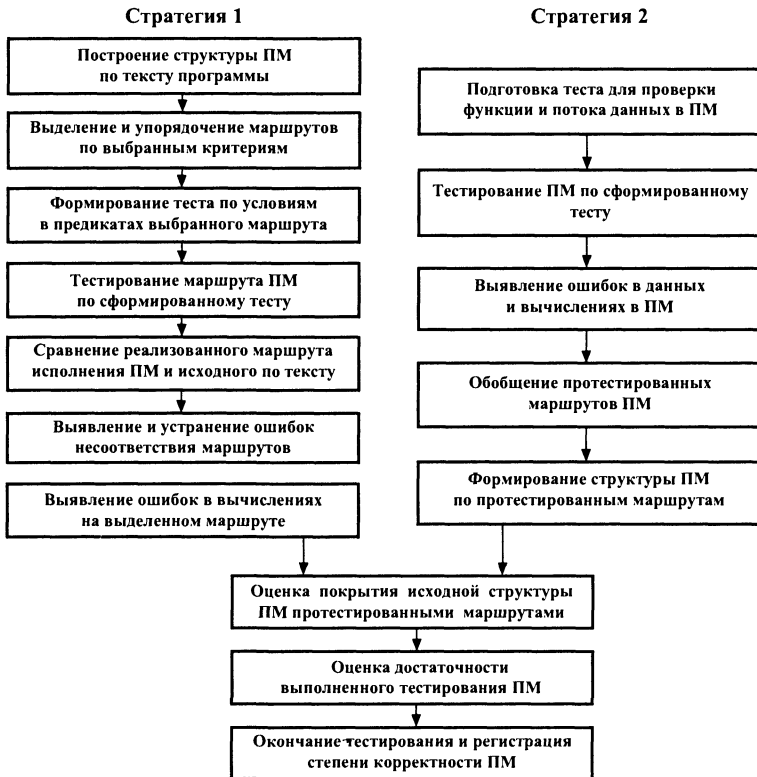 Стратегия 1
Построение структуры ПМ
по тексту программы
Выделение и упорядочение маршрутов
по выбранным критериям
Формирование теста по условиям
в предикатах выбранного маршрута
Тестирование маршрута ПМ
по сформированному тесту
Сравнение реализованного маршрута
исполнения ПМ и исходного по тексту
Выявление и устранение ошибок
несоответствия маршрутов
Выявление ошибок в вычислениях
на выделенном маршруте
Стратегия 2
Подготовка теста для проверки
функции и потока данных в ПМ
Тестирование ПМ по сформированному
тесту
Выявление ошибок в данных
и вычислениях в ПМ
Обобщение протестированных
маршрутов ПМ
Формирование структуры ПМ
по протестированным маршрутам
Оценка покрытия исходной структуры
ПМ протестированными маршрутами
Оценка достаточности
выполненного тестирования ПМ
Окончание тестирования и регистрация
степени корректности ПМ